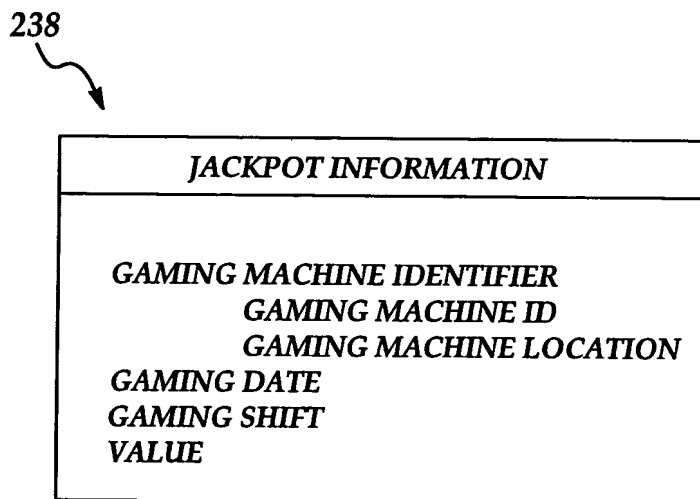 238
JACKPOT INFORMATION
GAMING MACHINE IDENTIFIER
GAMING MACHINE ID
GAMING MACHINE LOCATION
GAMING DATE
GAMING SHIFT
VALUE